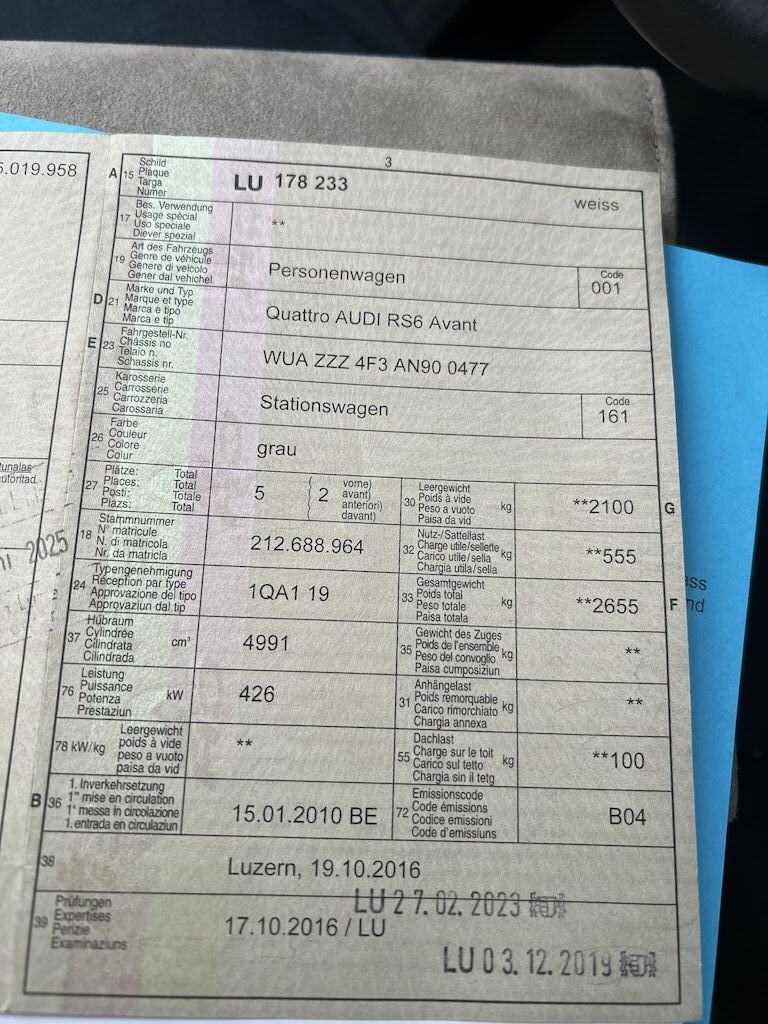 3
5.019.958
A 15 Schild
Plaque
Targa
Numer
LU 178 233
weiss
17 Bes. Verwendung
Usage spécial
Uso speciale
Diever spezial
**
19 Art des Fahrzeugs
Genre de véhicule
Genere di veicolo
Gener dal vehichel
Personenwagen
Code
001
D 21 Marke und Typ
Marque et type
Marca e tipo
Marca e tip
Quattro AUDI RS6 Avant
E 23 Fahrgestell-Nr.
Châssis no
Telaio n.
Schassis nr.
WUA ZZZ 4F3 AN90 0477
25 Karosserie
Carrosserie
Carrozzeria
Carossaria
Stationswagen
Code
161
26 Farbe
Couleur
Colore
Colur
grau
27 Plätze: Total
Places: Total
Posti: Totale
Plazs: Total
5
2
vorne)
avant)
anteriori)
davant)
30 Leergewicht
Poids à vide
Peso a vuoto
Paisa da vid
kg
**2100
G
18 Stammnummer
N° matricule
N. di matricola
Nr. da matricla
212.688.964
32 Nutz-/Sattellast
Charge utile/sellette
Carico utile/sella
Chargia utila/sella
kg
**555
24 Typengenehmigung
Réception par type
Approvazione del tipo
Approvaziun dal tip
1QA1 19
33 Gesamtgewicht
Poids total
Peso totale
Paisa totala
kg
**2655
F
37 Hubraum
Cylindrée
Cilindrata
Cilindrada
cm³
4991
35 Gewicht des Zuges
Poids de l'ensemble
Peso del convoglio
Paisa cumposiziun
kg
**
76 Leistung
Puissance
Potenza
Prestaziun
kW
426
31 Anhängelast
Poids remorquable
Carico rimorchiato
Chargia annexa
kg
**
78 kW/kg
Leergewicht
poids à vide
peso a vuoto
paisa da vid
**
55 Dachlast
Charge sur le toit
Carico sul tetto
Chargia sin il tetg
kg
**100
B 36 1. Inverkehrsetzung
1re mise en circulation
1a messa in circolazione
1. entrada en circulaziun
15.01.2010 BE
72 Emissionscode
Code émissions
Codice emissioni
Code d'emissiuns
B04
38
Luzern, 19.10.2016
LU 27.02.2023
39 Prüfungen
Expertises
Perizie
Examinaziuns
17.10.2016 / LU
LU 03.12.2019
2025